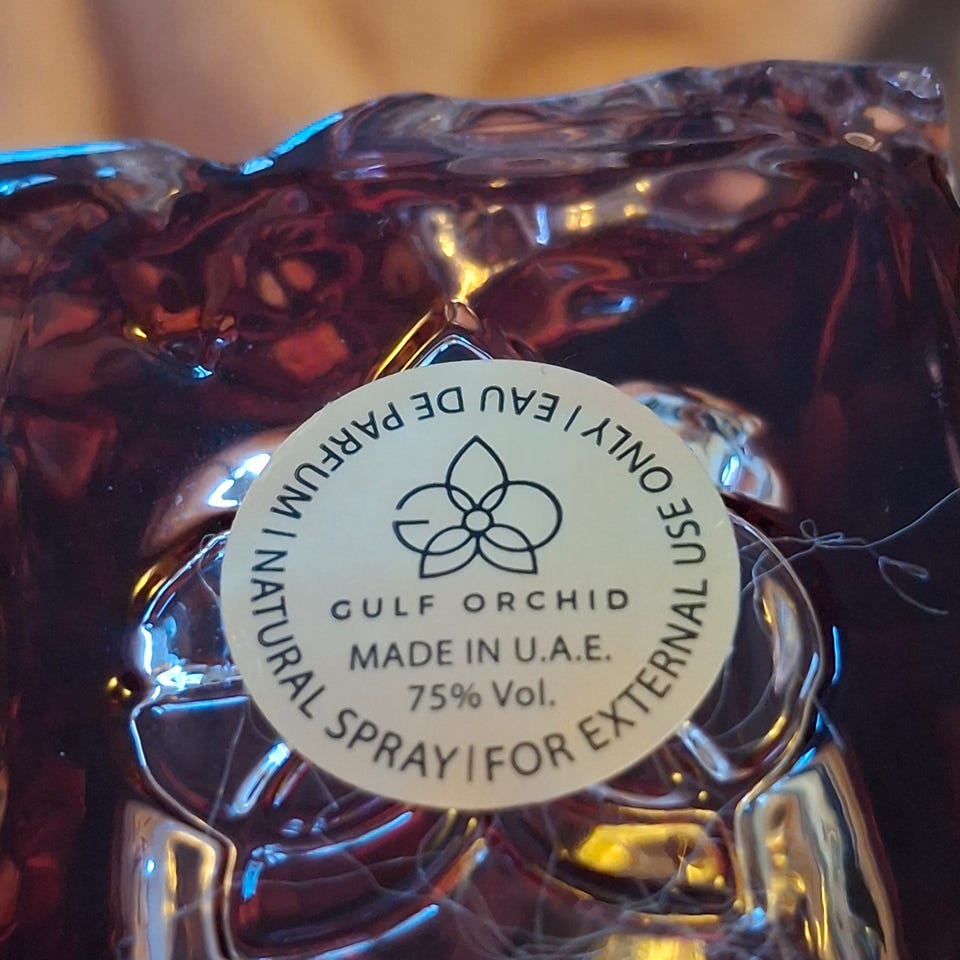 GULF ORCHID
MADE IN U.A.E.
75% Vol.
EAU DE PARFUM | NATURAL SPRAY | FOR EXTERNAL USE ONLY |